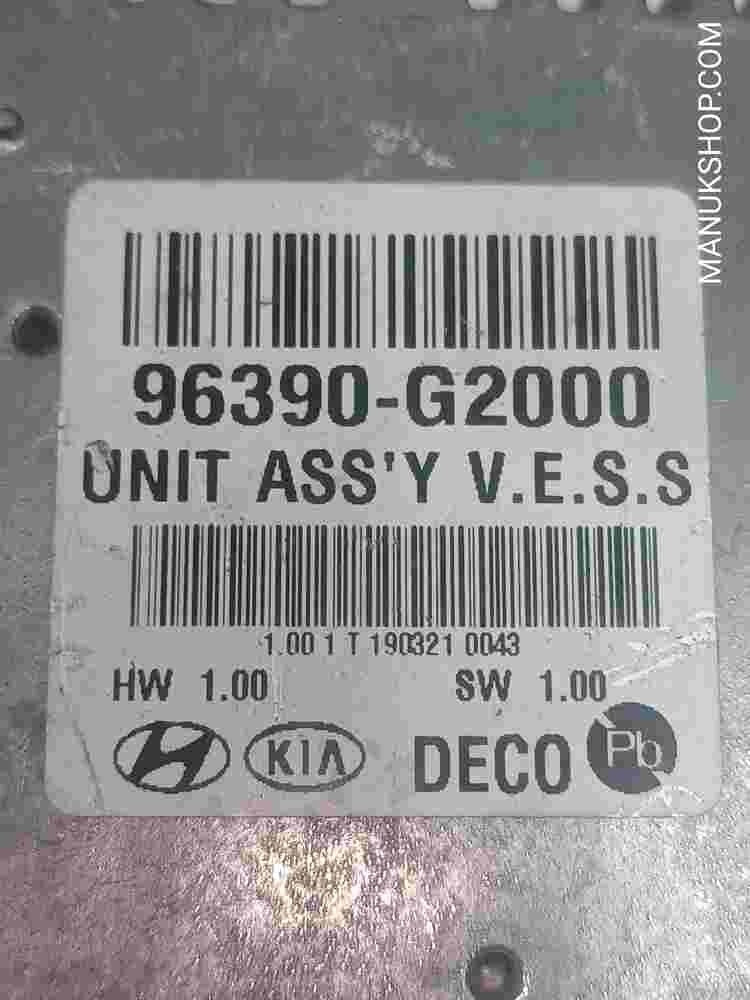 MANUKSHOP.COM
96390-G2000
UNIT ASS'Y V.E.S.S
1.00 1 T 190321 0043
HW 1.00 SW 1.00
KIA DECO Pb